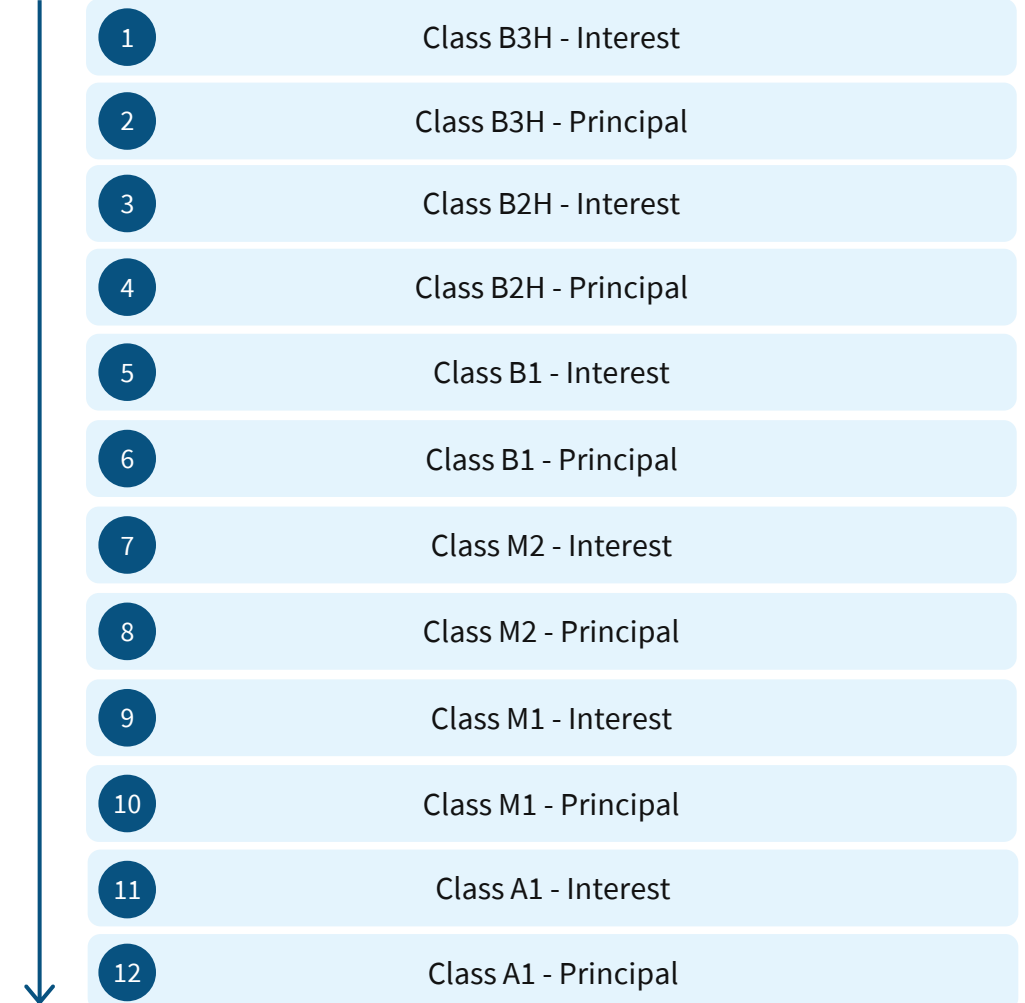 1 Class B3H - Interest
2 Class B3H - Principal
3 Class B2H - Interest
4 Class B2H - Principal
5 Class B1 - Interest
6 Class B1 - Principal
7 Class M2 - Interest
8 Class M2 - Principal
9 Class M1 - Interest
10 Class M1 - Principal
11 Class A1 - Interest
12 Class A1 - Principal